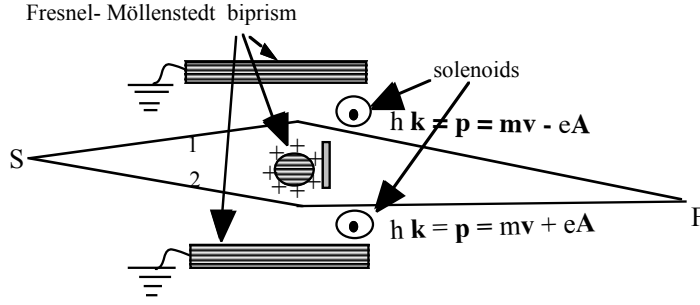 Fresnel- Möllenstedt biprism
solenoids
h k = p = mv - eA
1
S
2
h k = p = mv + eA
F